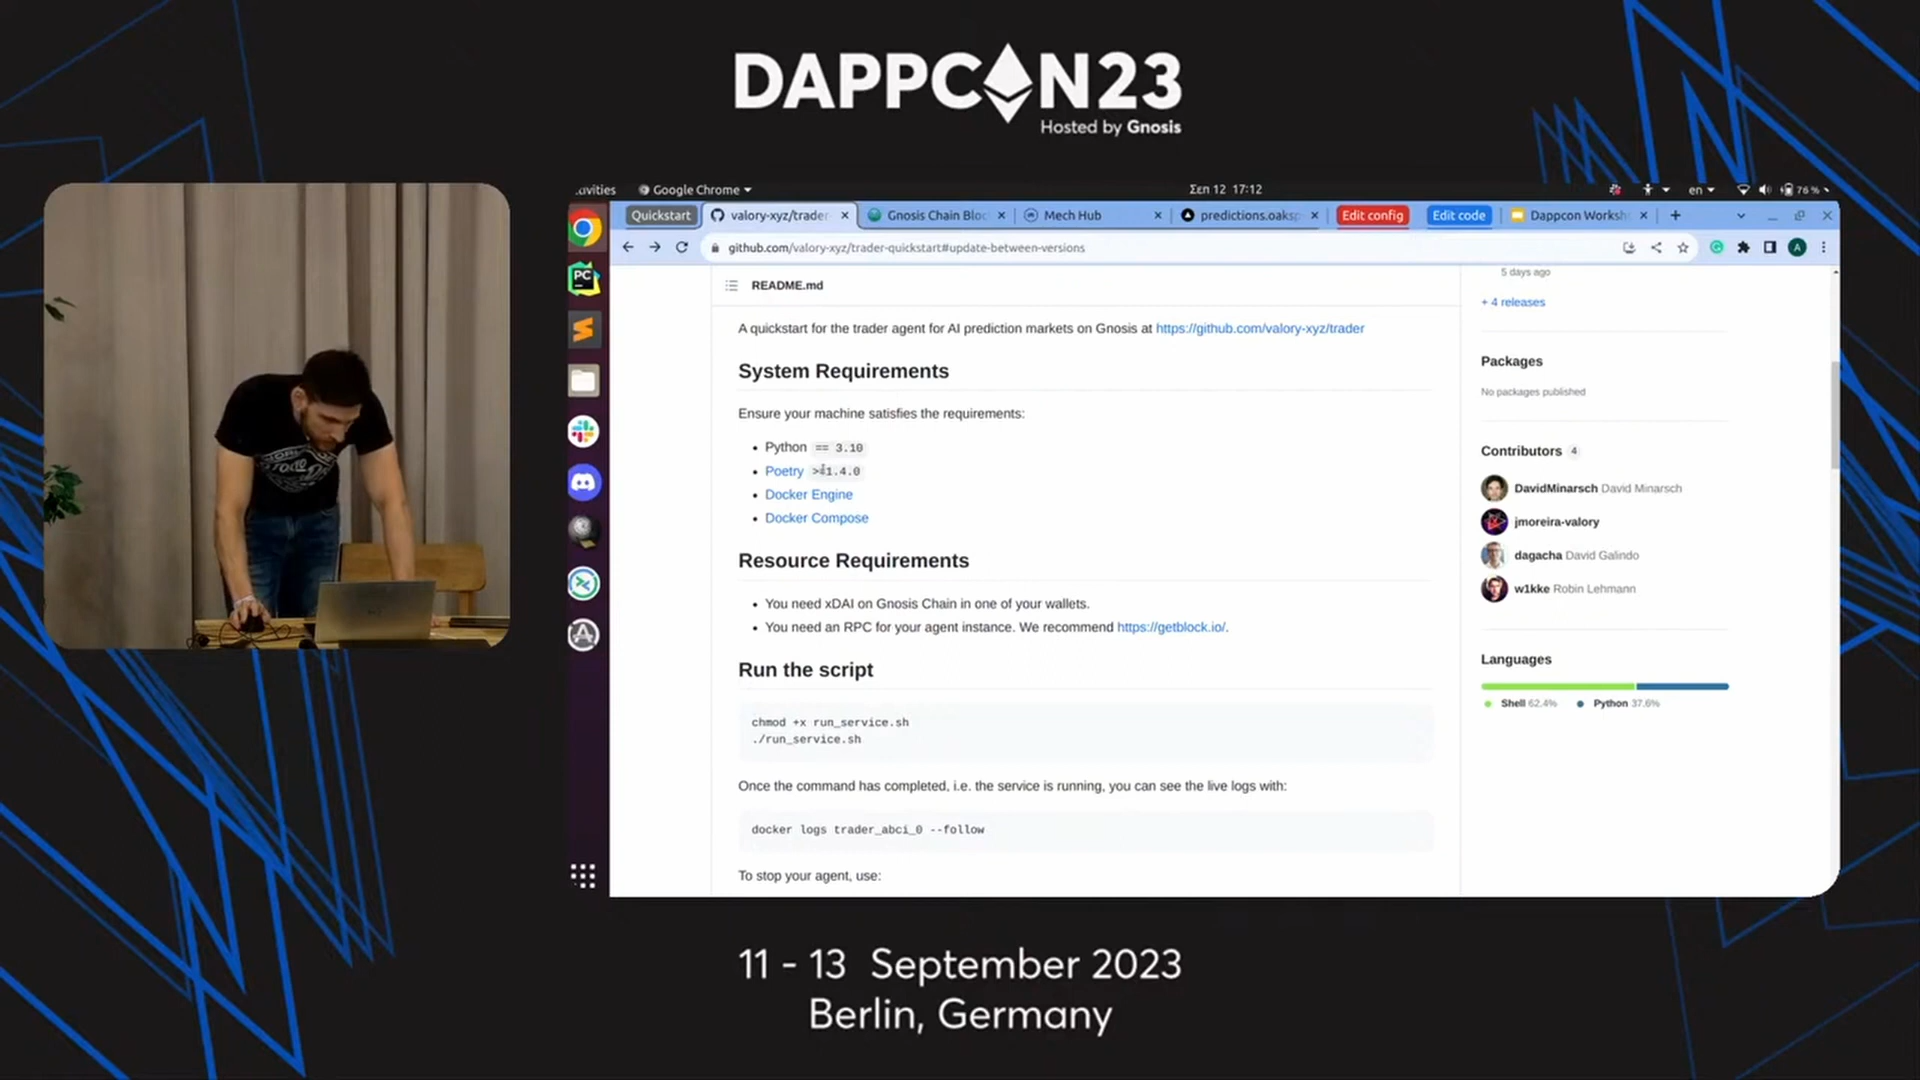 DAPPCON23
Hosted by Gnosis
Google Chrome
Σεπ 12 17:12
en
76 %
Quickstart
valory-xyz/trader-
Gnosis Chain Bloc
Mech Hub
predictions.oaksp
Edit config
Edit code
Dappcon Worksh
github.com/valory-xyz/trader-quickstart#update-between-versions
README.md
A quickstart for the trader agent for AI prediction markets on Gnosis at https://github.com/valory-xyz/trader
System Requirements
Ensure your machine satisfies the requirements:
Python == 3.10
Poetry >=1.4.0
Docker Engine
Docker Compose
Resource Requirements
You need xDAI on Gnosis Chain in one of your wallets.
You need an RPC for your agent instance. We recommend https://getblock.io/.
Run the script
chmod +x run_service.sh
./run_service.sh
Once the command has completed, i.e. the service is running, you can see the live logs with:
docker logs trader_abci_0 --follow
To stop your agent, use:
5 days ago
+ 4 releases
Packages
No packages published
Contributors 4
DavidMinarsch David Minarsch
jmoreira-valory
dagacha David Galindo
w1kke Robin Lehmann
Languages
Shell 62.4%
Python 37.6%
11 - 13 September 2023
Berlin, Germany